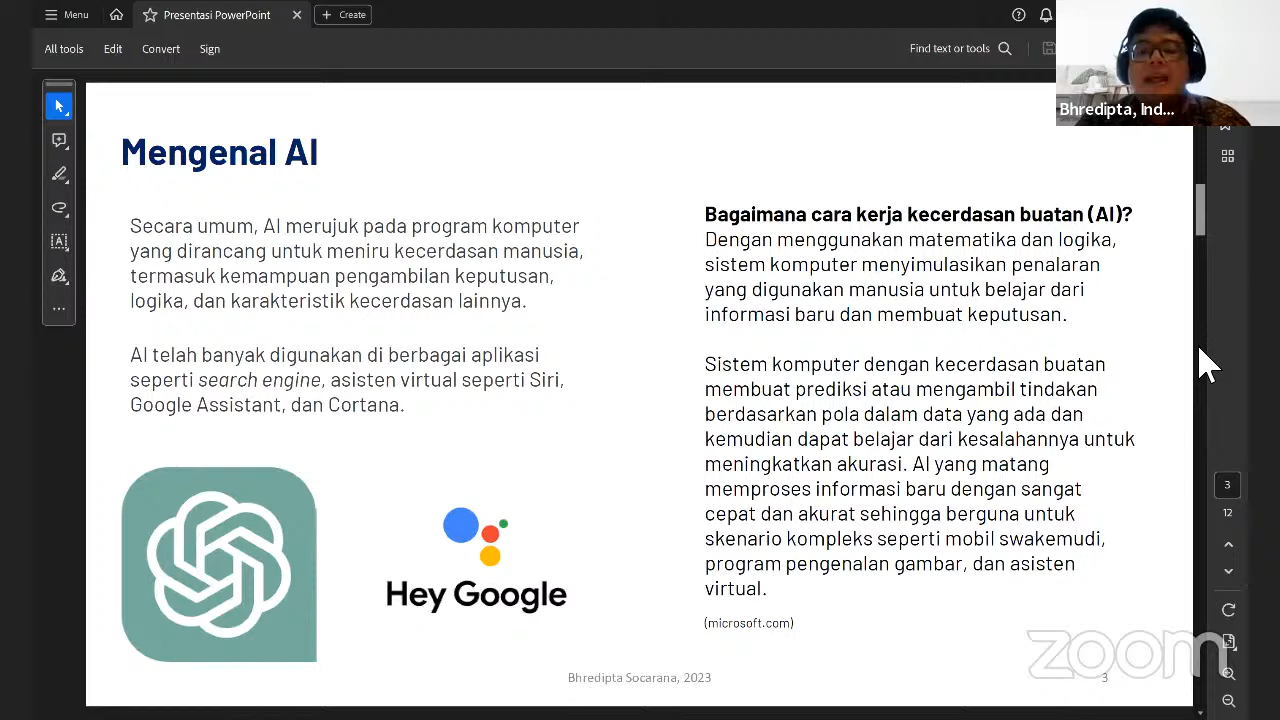 Menu
Presentasi PowerPoint
Create
All tools
Edit
Convert
Sign
Find text or tools
Bhredipta, Ind...
Mengenal AI
Secara umum, AI merujuk pada program komputer
yang dirancang untuk meniru kecerdasan manusia,
termasuk kemampuan pengambilan keputusan,
logika, dan karakteristik kecerdasan lainnya.
AI telah banyak digunakan di berbagai aplikasi
seperti search engine, asisten virtual seperti Siri,
Google Assistant, dan Cortana.
Hey Google
Bagaimana cara kerja kecerdasan buatan (AI)?
Dengan menggunakan matematika dan logika,
sistem komputer menyimulasikan penalaran
yang digunakan manusia untuk belajar dari
informasi baru dan membuat keputusan.
Sistem komputer dengan kecerdasan buatan
membuat prediksi atau mengambil tindakan
berdasarkan pola dalam data yang ada dan
kemudian dapat belajar dari kesalahannya untuk
meningkatkan akurasi. AI yang matang
memproses informasi baru dengan sangat
cepat dan akurat sehingga berguna untuk
skenario kompleks seperti mobil swakemudi,
program pengenalan gambar, dan asisten
virtual.
(microsoft.com)
Bhredipta Socarana, 2023
3
3
12
zoom